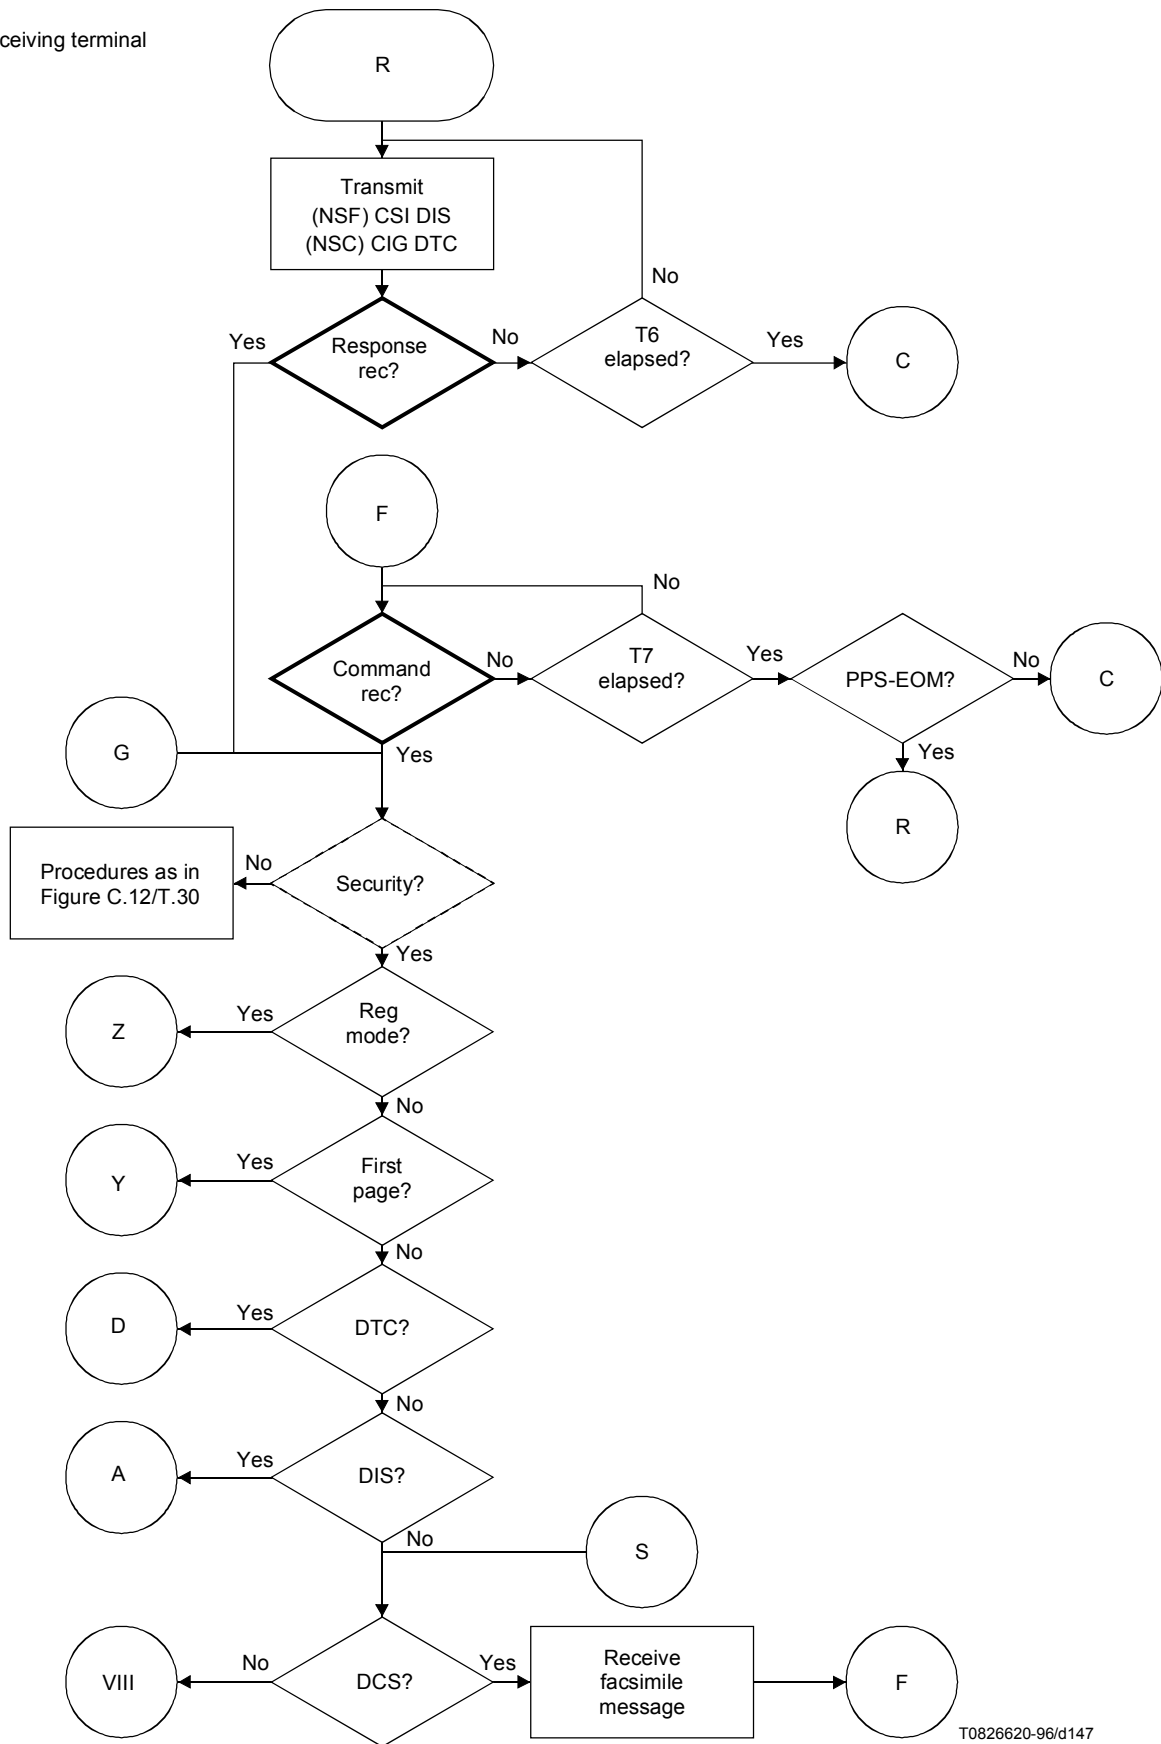 ceiving terminal
R
Transmit
(NSF) CSI DIS
(NSC) CIG DTC
No
Yes
Response
rec?
No
T6
elapsed?
Yes
C
F
No
Command
rec?
No
T7
elapsed?
Yes
PPS-EOM?
No
C
G
Yes
Yes
R
Procedures as in
Figure C.12/T.30
No
Security?
Yes
Z
Yes
Reg
mode?
No
Y
Yes
First
page?
No
D
Yes
DTC?
No
A
Yes
DIS?
No
S
VIII
No
DCS?
Yes
Receive
facsimile
message
F
T0826620-96/d147